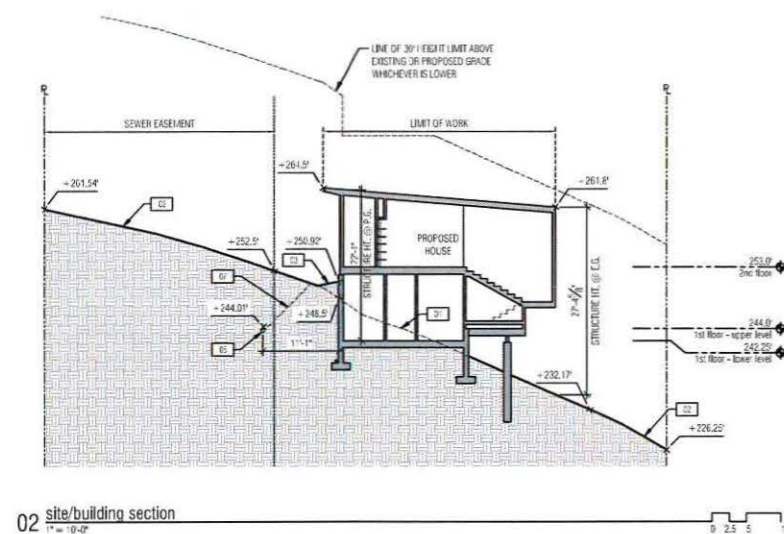 LINE OF 30' HEIGHT LIMIT ABOVE
EXISTING OR PROPOSED GRADE
WHICHEVER IS LOWER
SEWER EASEMENT
LIMIT OF WORK
+264.5'
+261.54'
02
+261.8'
+252.5'
+250.92'
03
22'-1"
STRUCTURE HT. @ P.G.
PROPOSED
HOUSE
27'-4
STRUCTURE HT. @ E.G.
253.0'
2nd floor
07
+244.01'
+248.5'
01
05
11'-1"
244.0'
1st floor - upper level
242.25'
1st floor - lower level
+232.17'
02
+226.25'
02 site/building section
1" = 10'-0"
0 2.5 5